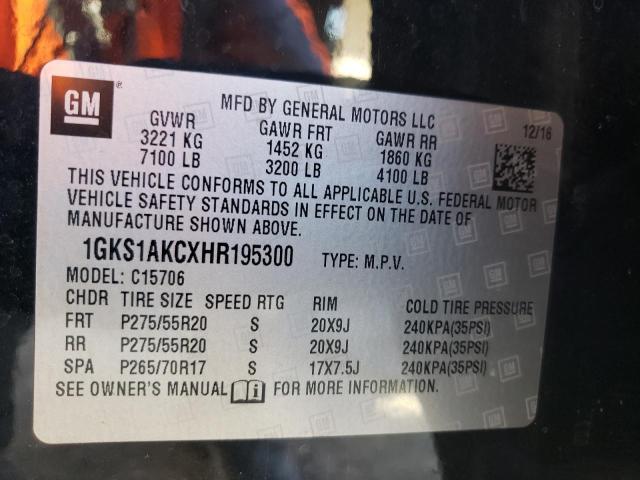 GM
MFD BY GENERAL MOTORS LLC
12/16
GVWR GAWR FRT GAWR RR
3221 KG 1452 KG 1860 KG
7100 LB 3200 LB 4100 LB
THIS VEHICLE CONFORMS TO ALL APPLICABLE U.S. FEDERAL MOTOR
VEHICLE SAFETY STANDARDS IN EFFECT ON THE DATE OF
MANUFACTURE SHOWN ABOVE.
1GKS1AKCXHR195300 TYPE: M.P.V.
MODEL: C15706
CHDR TIRE SIZE SPEED RTG RIM COLD TIRE PRESSURE
FRT P275/55R20 S 20X9J 240KPA(35PSI)
RR P275/55R20 S 20X9J 240KPA(35PSI)
SPA P265/70R17 S 17X7.5J 240KPA(35PSI)
SEE OWNER'S MANUAL FOR MORE INFORMATION.